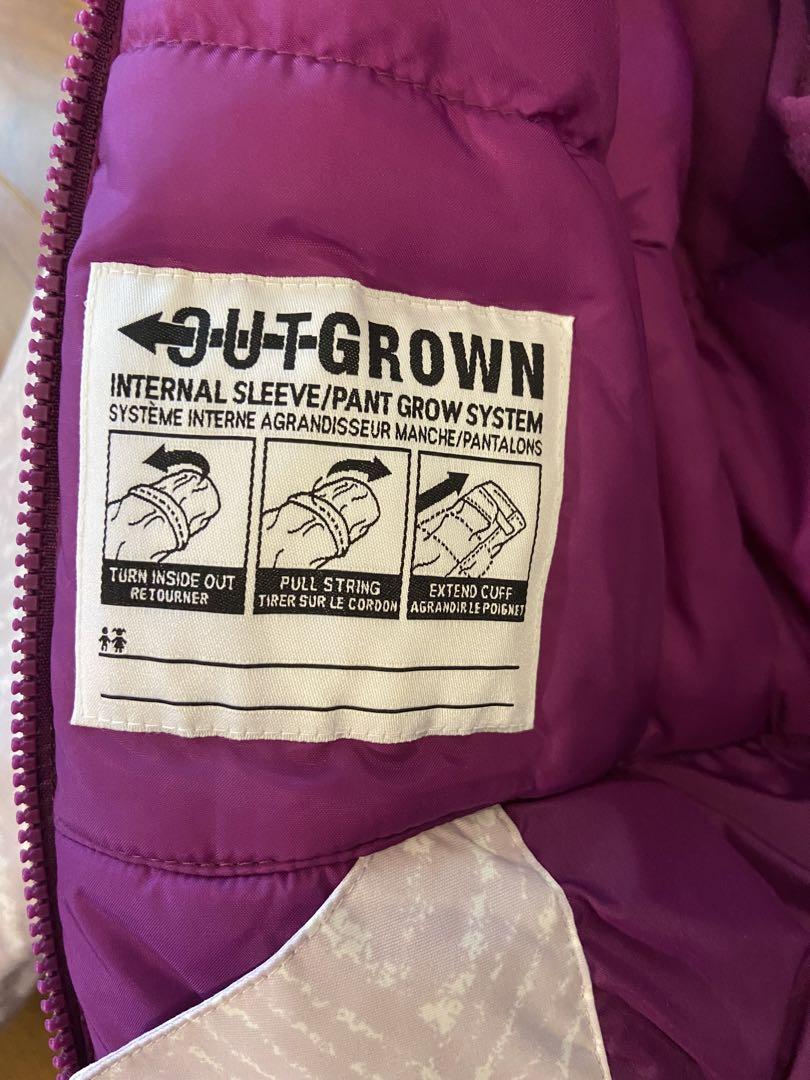 OUTGROWN
INTERNAL SLEEVE/PANT GROW SYSTEM
SYSTÈME INTERNE AGRANDISSEUR MANCHE/PANTALONS
TURN INSIDE OUT
RETOURNER
PULL STRING
TIRER SUR LE CORDON
EXTEND CUFF
AGRANDIR LE POIGNET